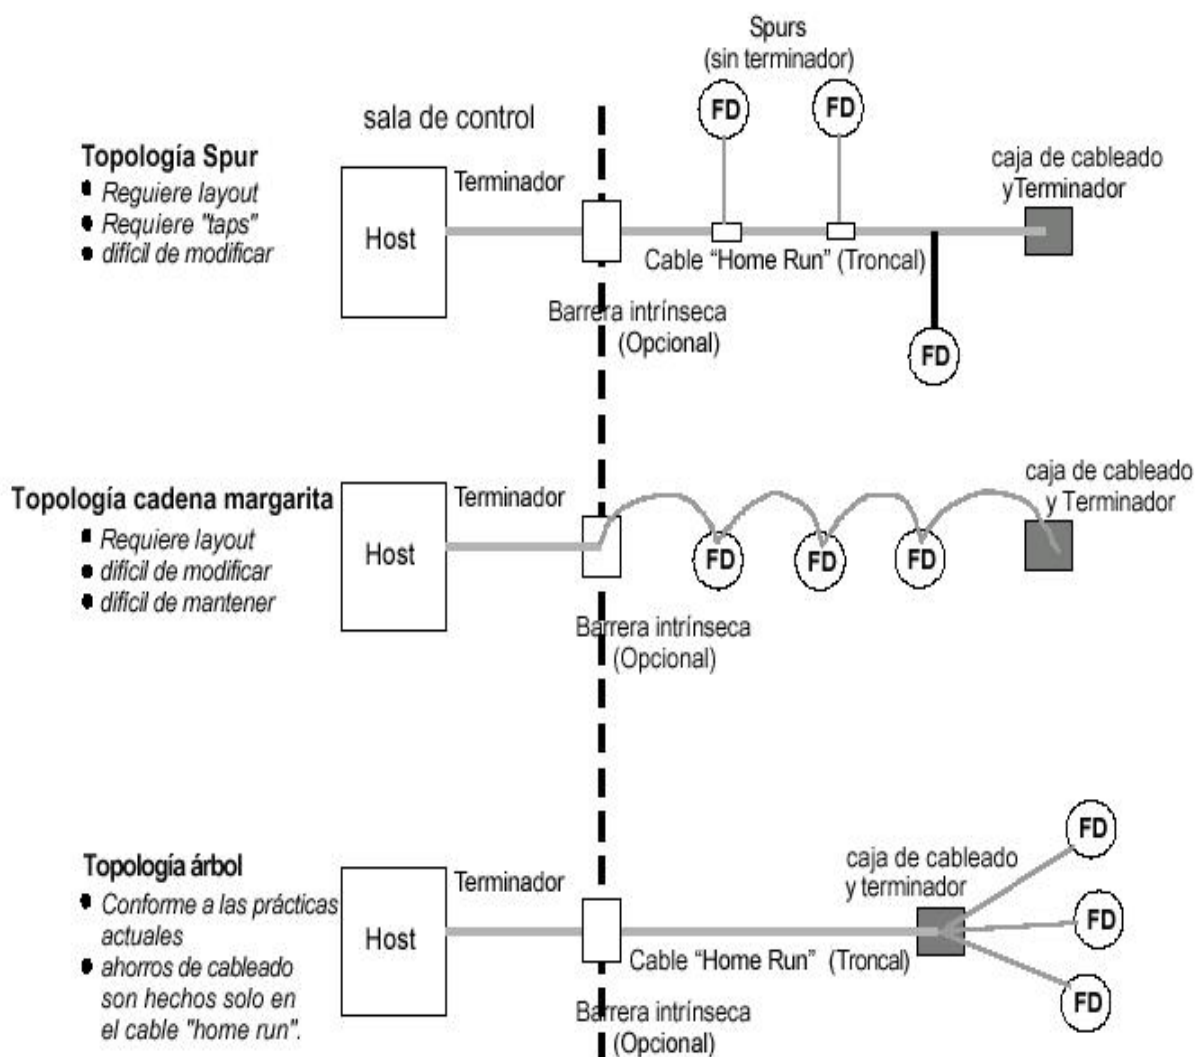 Spurs
(sin terminador)
FD
FD
sala de control
Topología Spur
Reguiere layout
Requiere "taps"
difícil de modificar
Host
Terminador
caja de cableado
yTerminador
Cable “Home Run” (Troncal)
Barrera intrínseca
(Opcional)
FD
Topología cadena margarita
Requiere layout
difícil de modificar
difícil de mantener
Host
Terminador
FD
FD
FD
caja de cableado
y Terminador
Barrera intrínseca
(Opcional)
Topología árbol
Conforme a las prácticas
actuales
ahorros de cableado
son hechos solo en
el cable "home run".
Host
Terminador
caja de cableado
y terminador
FD
FD
FD
Cable “Home Run” (Troncal)
Barrera intrínseca
(Opcional)